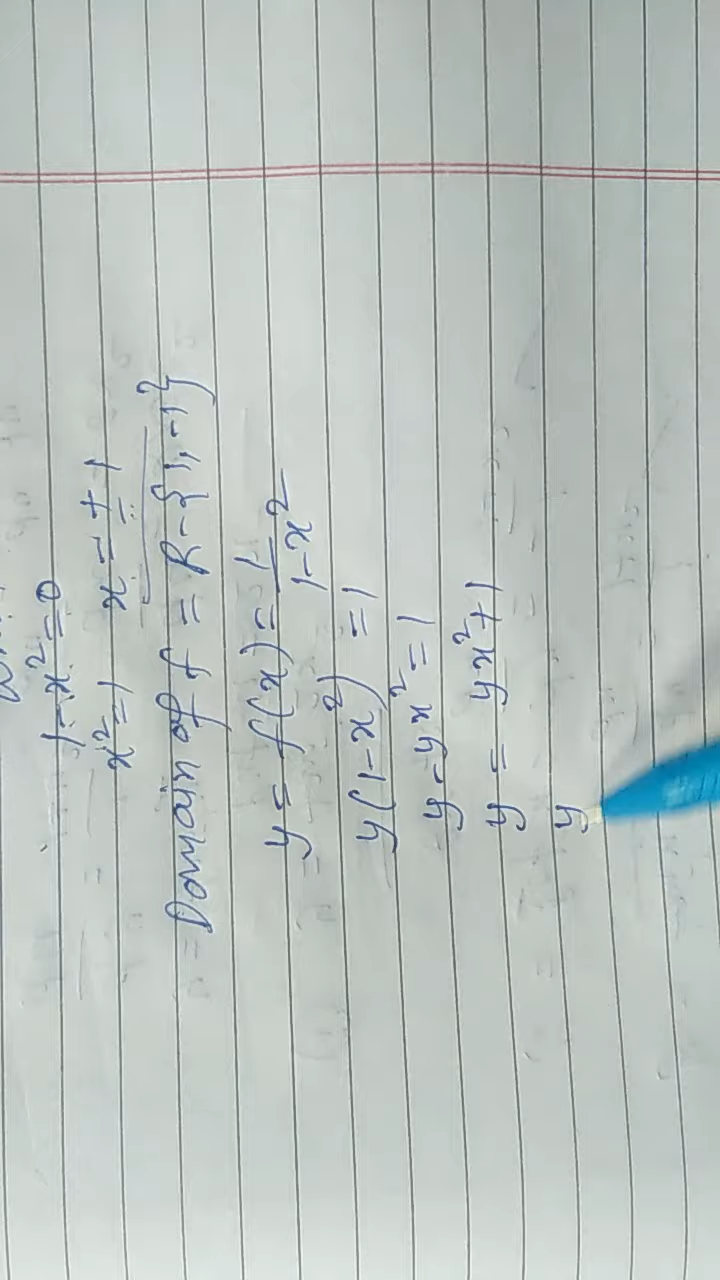 1-x²=0
x²=1 x=±1
Domain of f = R-{1,-1}
y = f(x) = 1/1-x²
y(1-x²) = 1
y-yx² = 1
y = yx²+1
y